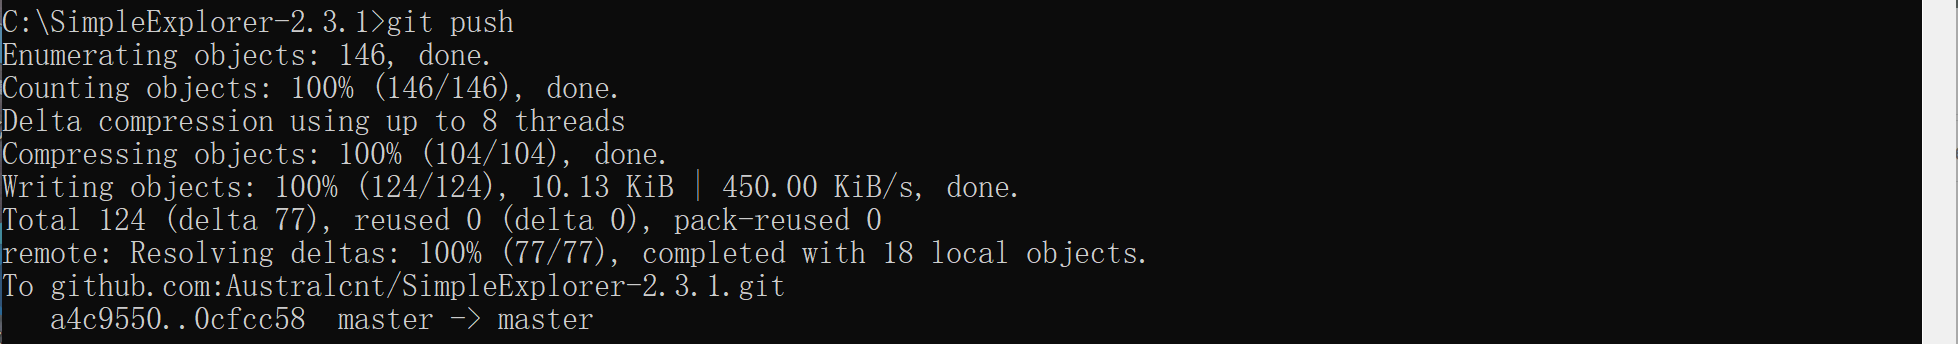 C:\SimpleExplorer-2.3.1>git push
Enumerating objects: 146, done.
Counting objects: 100% (146/146), done.
Delta compression using up to 8 threads
Compressing objects: 100% (104/104), done.
Writing objects: 100% (124/124), 10.13 KiB | 450.00 KiB/s, done.
Total 124 (delta 77), reused 0 (delta 0), pack-reused 0
remote: Resolving deltas: 100% (77/77), completed with 18 local objects.
To github.com:Australcnt/SimpleExplorer-2.3.1.git
   a4c9550..0cfcc58  master -> master